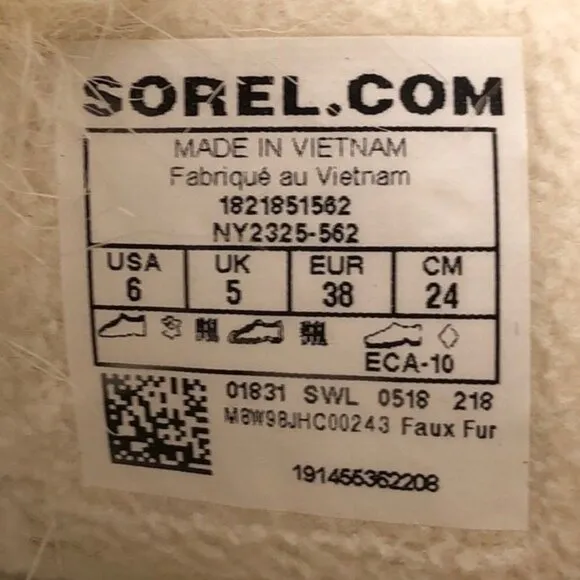 SOREL.COM
MADE IN VIETNAM
Fabriqué au Vietnam
1821851562
NY2325-562
USA UK EUR CM
6 5 38 24
ECA-10
01831 SWL 0518 218
M8W98JHC00243 Faux Fur
191455362208